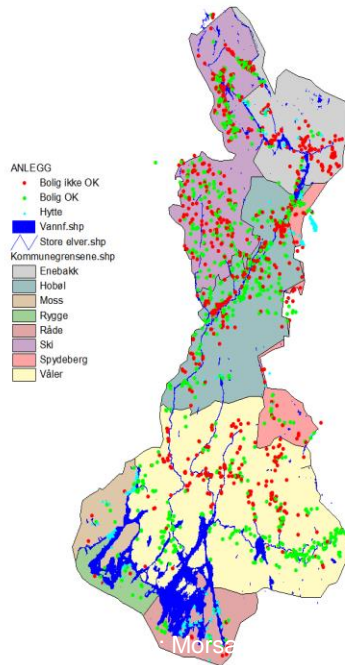 ANLEGG
Bolig ikke OK
Bolig OK
Hytte
Vannf.shp
Store elver.shp
Kommunegrensene.shp
Enebakk
Hobøl
Moss
Rygge
Råde
Ski
Spydeberg
Våler
: Morsa